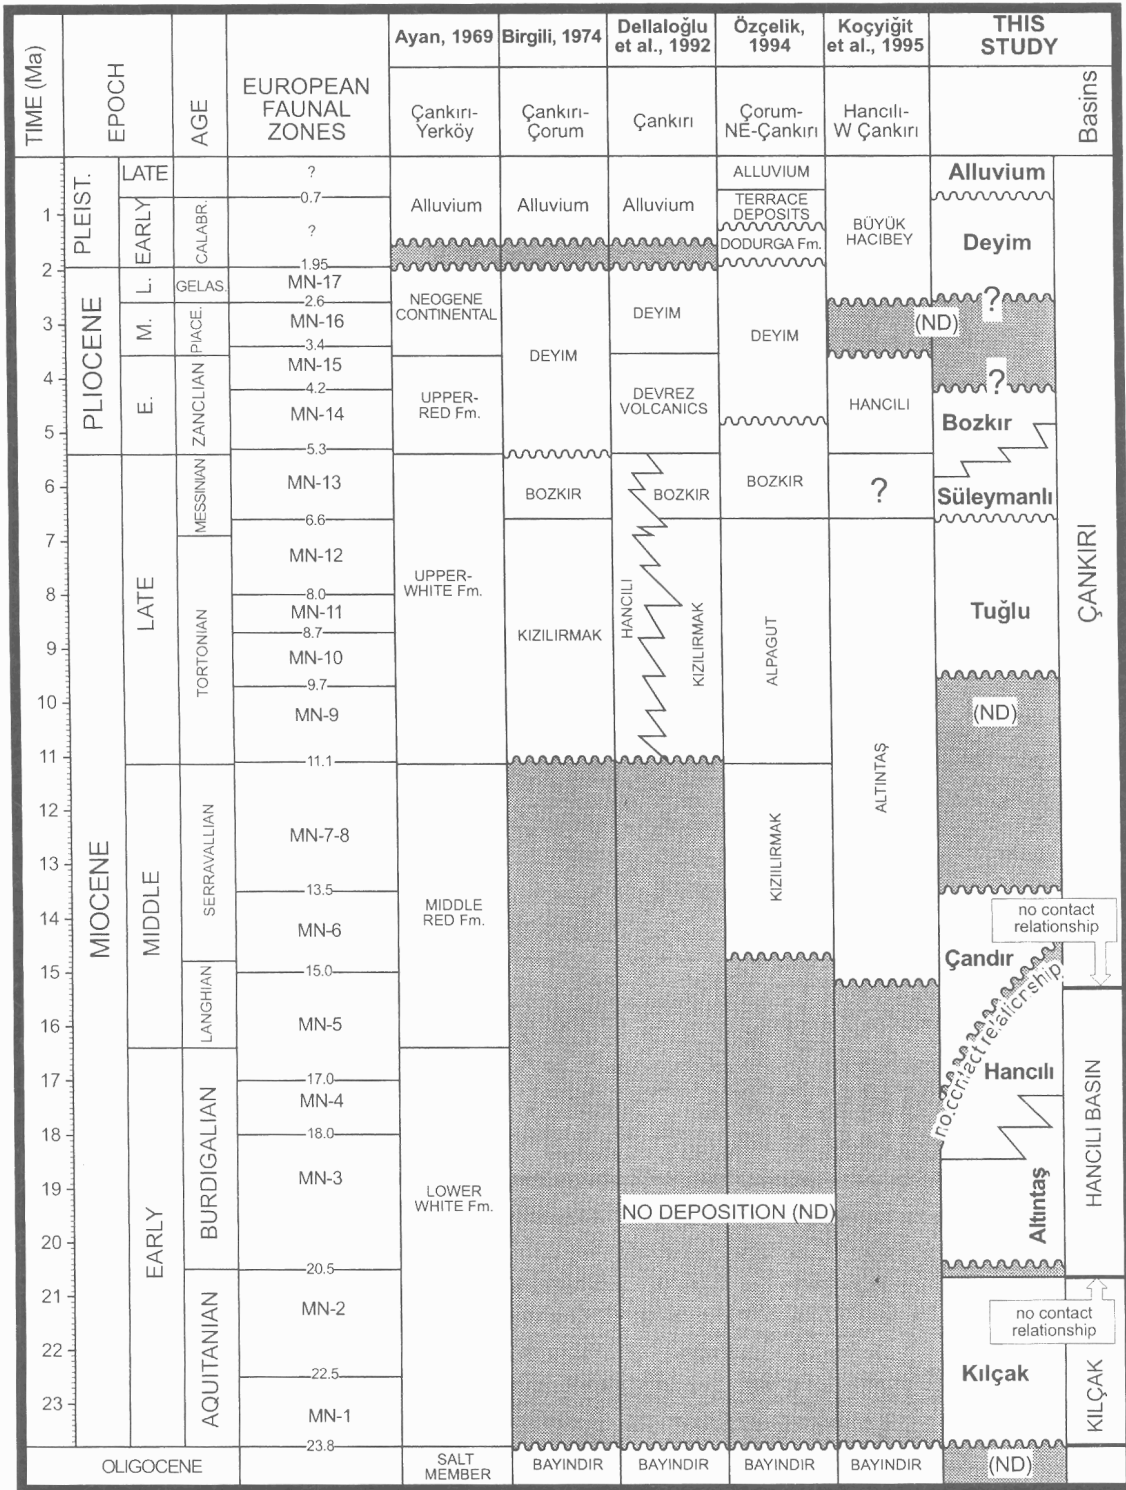 TIME (Ma)
EPOCH
AGE
EUROPEAN
FAUNAL
ZONES
Ayan, 1969
Birgili, 1974
Dellaloğlu
et al., 1992
Özçelik,
1994
Koçyiğit
et al., 1995
THIS
STUDY
Çankırı-
Yerköy
Çankırı-
Çorum
Çankırı
Çorum-
NE-Çankırı
Hancılı-
W Çankırı
Basins
1
2
3
4
5
6
7
8
9
10
11
12
13
14
15
16
17
18
19
20
21
22
23
PLEIST.
PLIOCENE
MIOCENE
OLIGOCENE
LATE
EARLY
L.
M.
E.
LATE
MIDDLE
EARLY
CALABR.
GELAS.
PIACE.
ZANCLIAN
MESSINIAN
TORTONIAN
SERRAVALLIAN
LANGHIAN
BURDIGALIAN
AQUITANIAN
?
0.7
?
1.95
MN-17
2.6
MN-16
3.4
MN-15
4.2
MN-14
5.3
MN-13
6.6
MN-12
8.0
MN-11
8.7
MN-10
9.7
MN-9
11.1
MN-7-8
13.5
MN-6
15.0
MN-5
17.0
MN-4
18.0
MN-3
20.5
MN-2
22.5
MN-1
23.8
Alluvium
NEOGENE
CONTINENTAL
UPPER-
RED Fm.
UPPER-
WHITE Fm.
MIDDLE
RED Fm.
LOWER
WHITE Fm.
SALT
MEMBER
Alluvium
DEYIM
BOZKIR
KIZILIRMAK
BAYINDIR
Alluvium
DEYIM
DEVREZ
VOLCANICS
BOZKIR
HANCILI
KIZILIRMAK
NO DEPOSITION (ND)
BAYINDIR
ALLUVIUM
TERRACE
DEPOSITS
DODURGA Fm.
DEYIM
BOZKIR
ALPAGUT
KIZIILIRMAK
BAYINDIR
BÜYÜK
HACIBEY
(ND)
HANCILI
?
ALTINTAŞ
BAYINDIR
Alluvium
Deyim
?
?
Bozkır
Süleymanlı
Tuğlu
(ND)
no contact
relationship
Çandır
no contact relationship
Hancılı
Altıntaş
no contact
relationship
Kılçak
(ND)
ÇANKIRI
HANCILI BASIN
KILÇAK